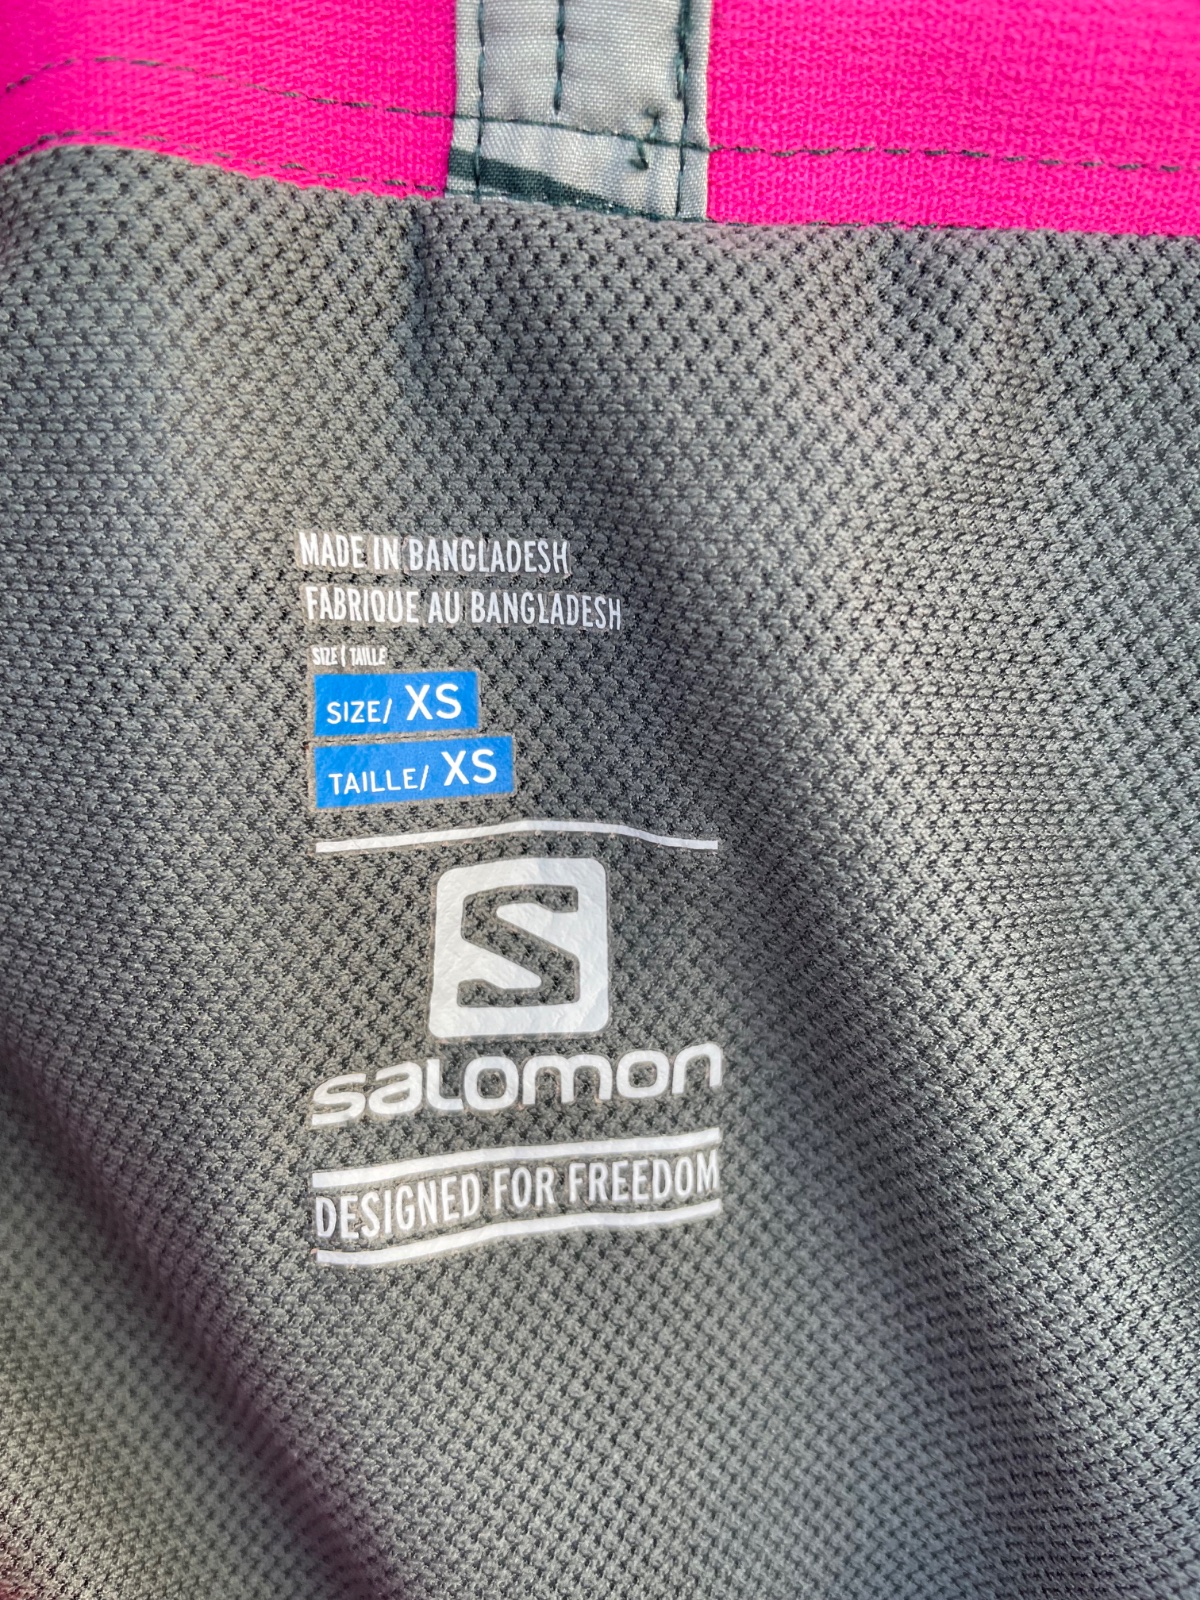 MADE IN BANGLADESH
FABRIQUE AU BANGLADESH
SIZE / TAILLE
SIZE/ XS
TAILLE/ XS
S
salomon
DESIGNED FOR FREEDOM